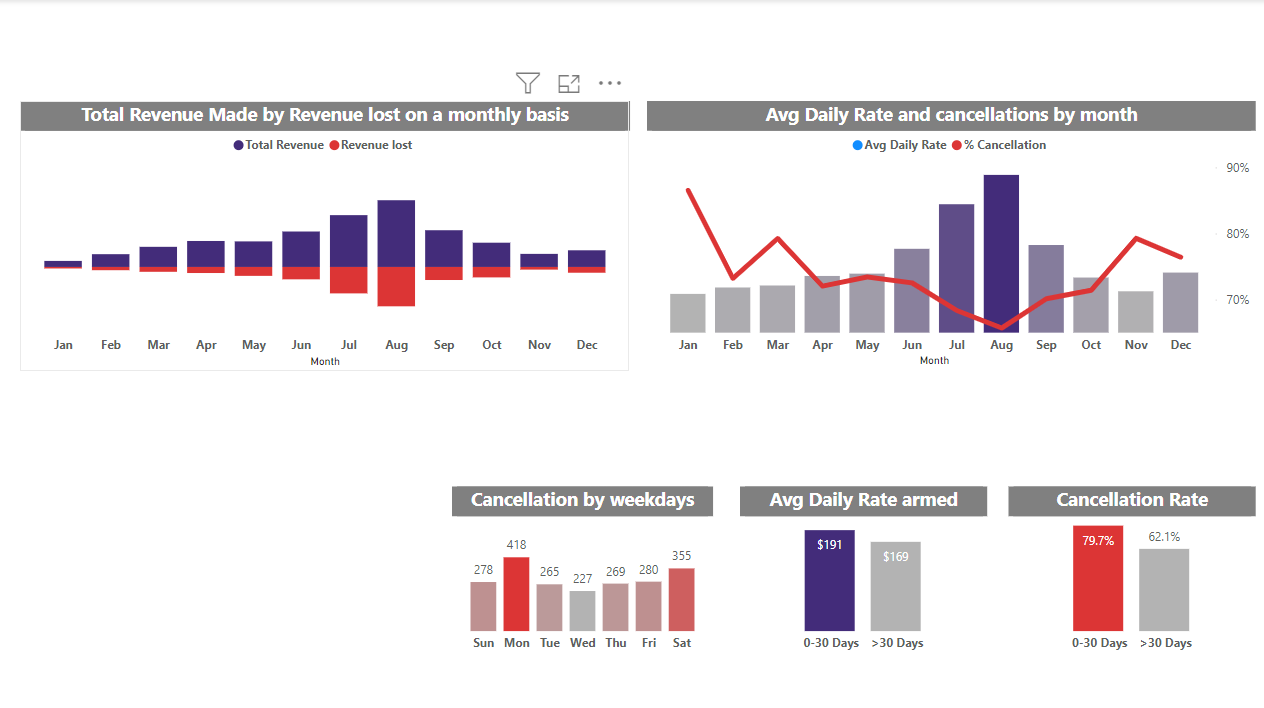 Total Revenue Made by Revenue lost on a monthly basis
Total Revenue Revenue lost
Jan Feb Mar Apr May Jun Jul Aug Sep Oct Nov Dec
Month
Avg Daily Rate and cancellations by month
Avg Daily Rate % Cancellation
90%
80%
70%
Jan Feb Mar Apr May Jun Jul Aug Sep Oct Nov Dec
Month
Cancellation by weekdays
278 418 265 227 269 280 355
Sun Mon Tue Wed Thu Fri Sat
Avg Daily Rate armed
$191 $169
0-30 Days >30 Days
Cancellation Rate
79.7% 62.1%
0-30 Days >30 Days